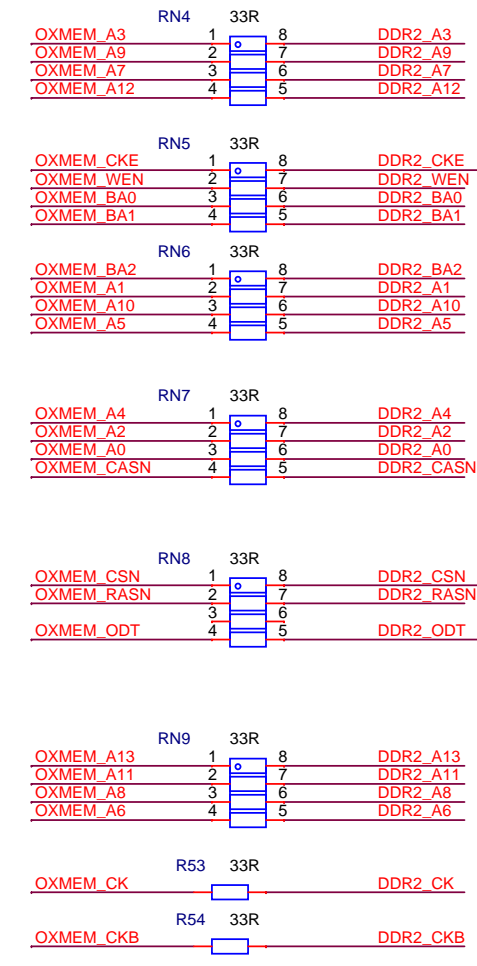 RN4 33R
OXMEM_A3 1 8 DDR2_A3
OXMEM_A9 2 7 DDR2_A9
OXMEM_A7 3 6 DDR2_A7
OXMEM_A12 4 5 DDR2_A12
RN5 33R
OXMEM_CKE 1 8 DDR2_CKE
OXMEM_WEN 2 7 DDR2_WEN
OXMEM_BA0 3 6 DDR2_BA0
OXMEM_BA1 4 5 DDR2_BA1
RN6 33R
OXMEM_BA2 1 8 DDR2_BA2
OXMEM_A1 2 7 DDR2_A1
OXMEM_A10 3 6 DDR2_A10
OXMEM_A5 4 5 DDR2_A5
RN7 33R
OXMEM_A4 1 8 DDR2_A4
OXMEM_A2 2 7 DDR2_A2
OXMEM_A0 3 6 DDR2_A0
OXMEM_CASN 4 5 DDR2_CASN
RN8 33R
OXMEM_CSN 1 8 DDR2_CSN
OXMEM_RASN 2 7 DDR2_RASN
3 6
OXMEM_ODT 4 5 DDR2_ODT
RN9 33R
OXMEM_A13 1 8 DDR2_A13
OXMEM_A11 2 7 DDR2_A11
OXMEM_A8 3 6 DDR2_A8
OXMEM_A6 4 5 DDR2_A6
R53 33R
OXMEM_CK DDR2_CK
R54 33R
OXMEM_CKB DDR2_CKB